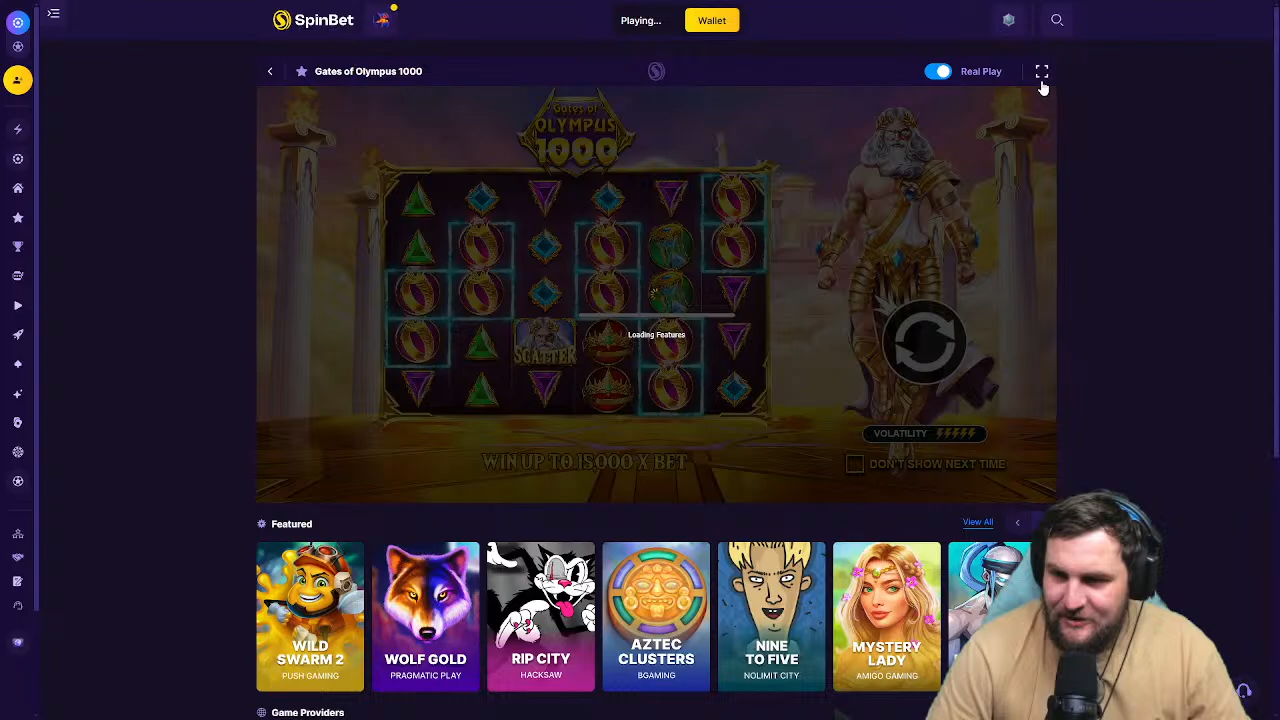 SpinBet
Playing...
Wallet
Gates of Olympus 1000
Real Play
Gates of
OLYMPUS
1000
SCATTER
Loading Features
VOLATILITY
WIN UP TO 15,000 X BET
DON'T SHOW NEXT TIME
Featured
View All
WILD
SWARM 2
PUSH GAMING
WOLF GOLD
PRAGMATIC PLAY
RIP CITY
HACKSAW
AZTEC
CLUSTERS
BGAMING
NINE
TO FIVE
NOLIMIT CITY
MYSTERY
LADY
AMIGO GAMING
Game Providers